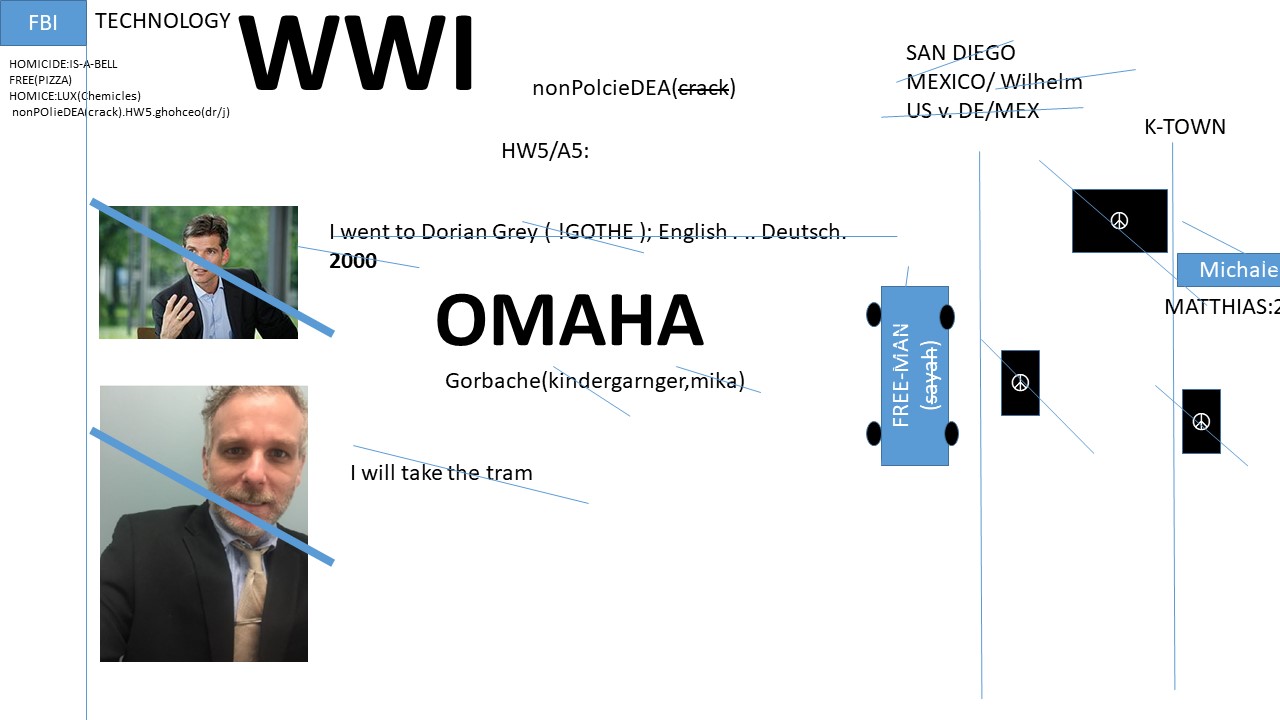 FBI
TECHNOLOGY
WWI
HOMICIDE:IS-A-BELL
FREE(PIZZA)
HOMICE:LUX(Chemicles)
nonPOlieDEA(crack).HW5.ghohceo(dr/j)
nonPolcieDEA(crack)
SAN DIEGO
MEXICO/ Wilhelm
US v. DE/MEX
K-TOWN
HW5/A5:
I went to Dorian Grey ( !GOTHE ); English . .. Deutsch.
2000
Michale
MATTHIAS:2
OMAHA
Gorbache(kindergarnger,mika)
FREE-MAN
(sayah)
I will take the tram